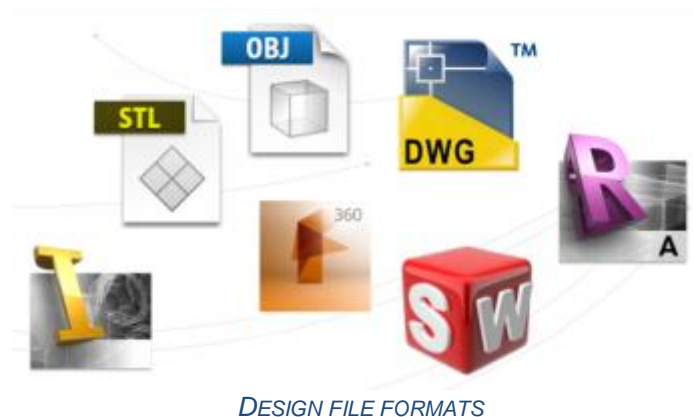 OBJ
TM
STL
DWG
R
A
360
I
S W
DESIGN FILE FORMATS